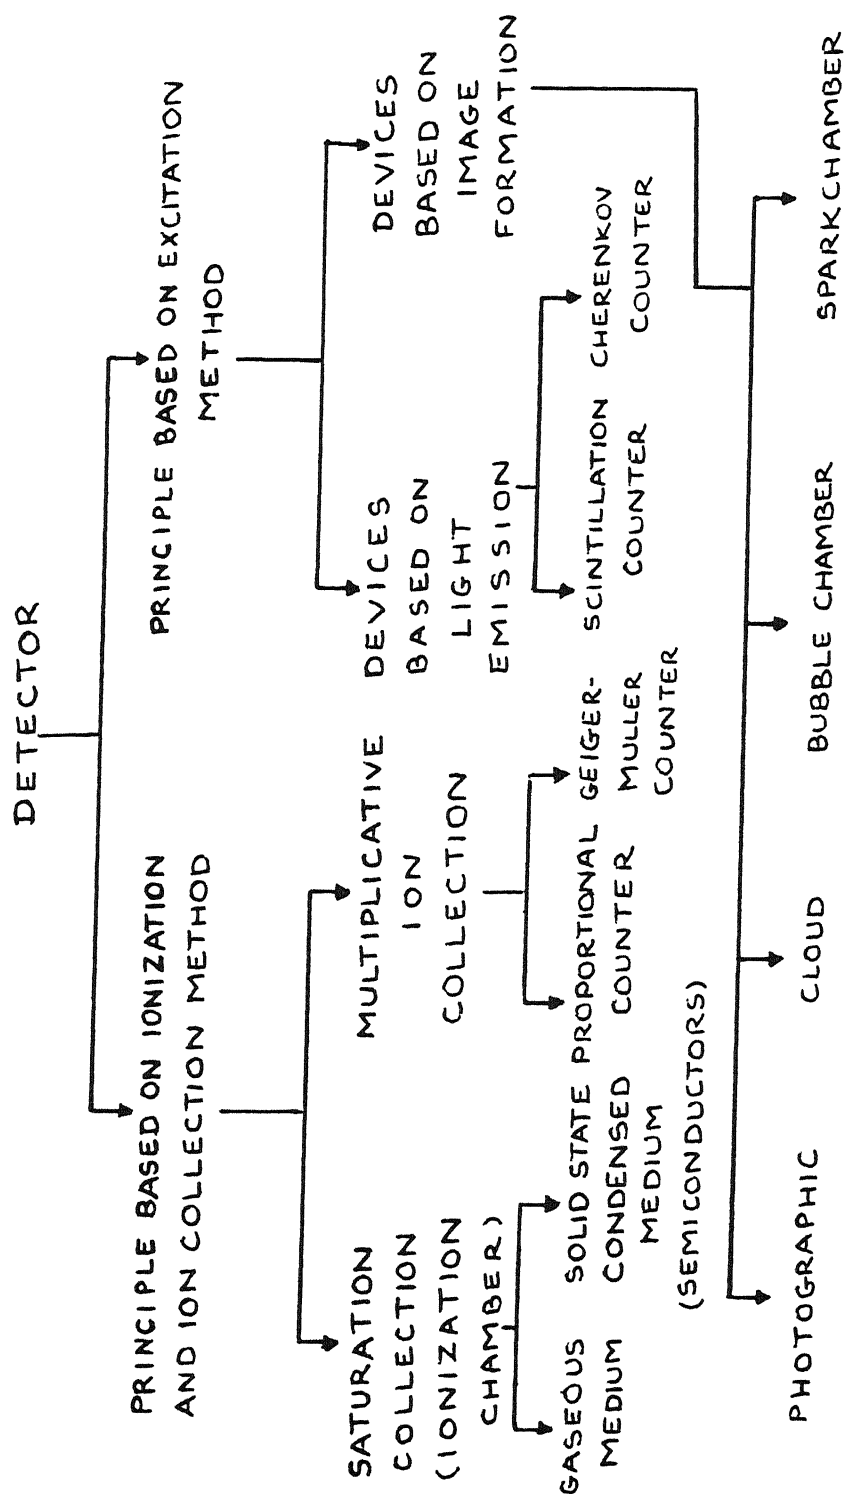 DETECTOR
PRINCIPLE BASED ON IONIZATION
AND ION COLLECTION METHOD
PRINCIPLE BASED ON EXCITATION
METHOD
SATURATION
COLLECTION
(IONIZATION
CHAMBER)
MULTIPLICATIVE
ION
COLLECTION
DEVICES
BASED ON
LIGHT
EMISSION
DEVICES
BASED ON
IMAGE
FORMATION
GASEOUS
MEDIUM
SOLID STATE
CONDENSED
MEDIUM
(SEMICONDUCTORS)
PROPORTIONAL
COUNTER
GEIGER-
MULLER
COUNTER
SCINTILLATION
COUNTER
CHERENKOV
COUNTER
PHOTOGRAPHIC
CLOUD
BUBBLE CHAMBER
SPARK CHAMBER